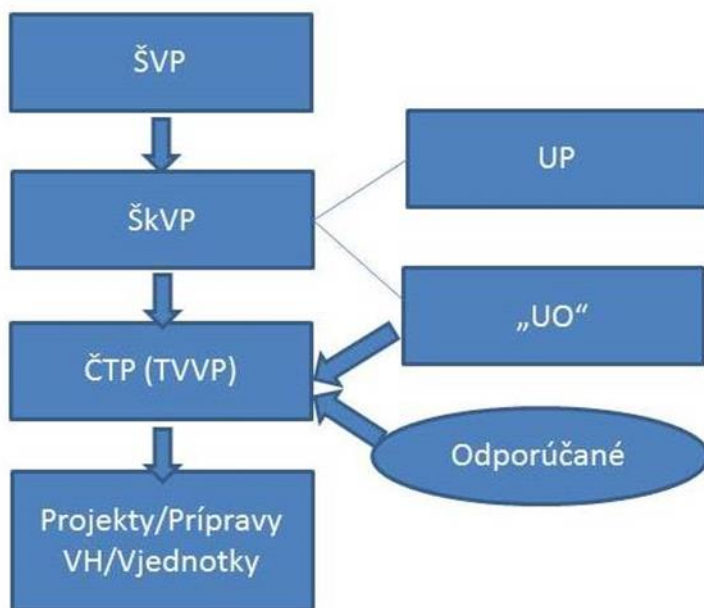 ŠVP
ŠkVP
UP
„UO“
ČTP (TVVP)
Odporúčané
Projekty/Prípravy
VH/Vjednotky